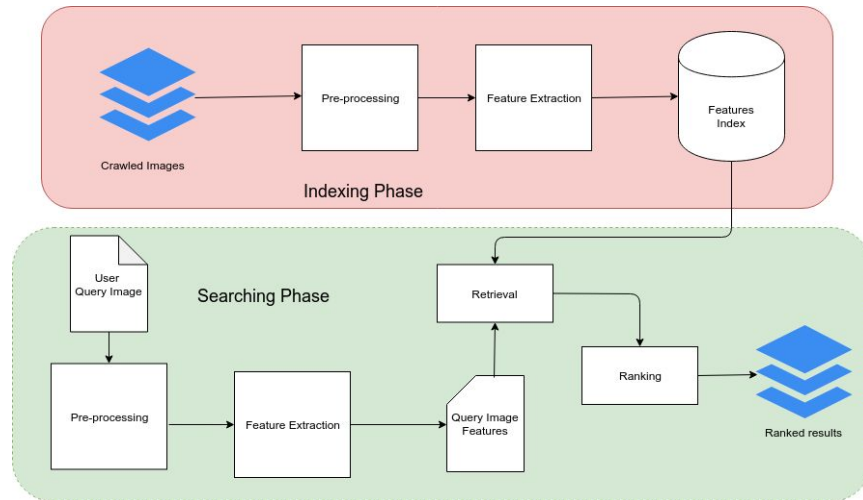 Crawled Images
Pre-processing
Feature Extraction
Features
Index
Indexing Phase
User
Query Image
Searching Phase
Pre-processing
Feature Extraction
Query Image
Features
Retrieval
Ranking
Ranked results